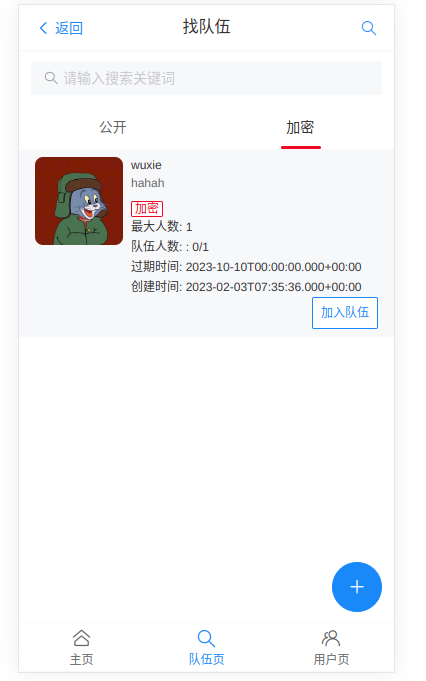 返回
找队伍
请输入搜索关键词
公开
加密
wuxie
hahah
加密
最大人数: 1
队伍人数: : 0/1
过期时间: 2023-10-10T00:00:00.000+00:00
创建时间: 2023-02-03T07:35:36.000+00:00
加入队伍
主页
队伍页
用户页